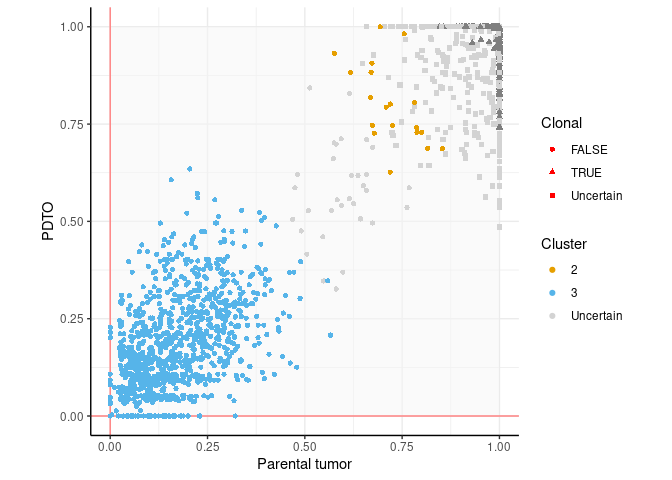 1.00
0.75
0.50
0.25
0.00
PDTO
0.00 0.25 0.50 0.75 1.00
Parental tumor
Clonal
FALSE
TRUE
Uncertain
Cluster
2
3
Uncertain